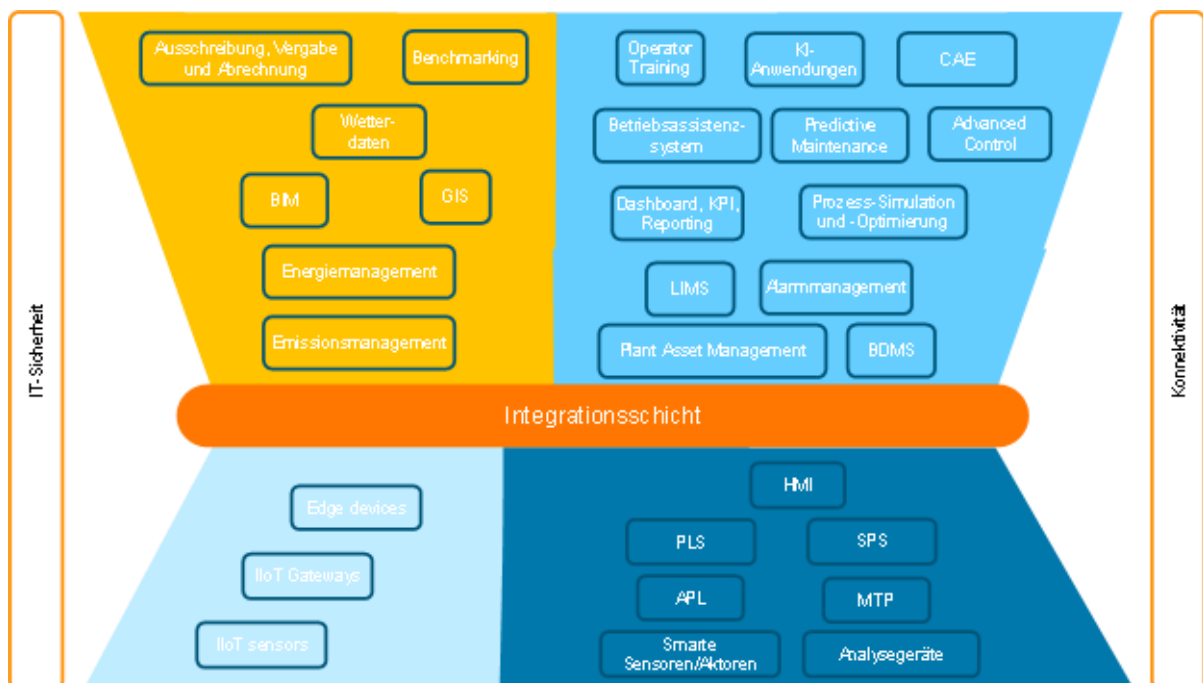 IT-Sicherheit
Ausschreibung, Vergabe
und Abrechnung
Benchmarking
Wetter-
daten
BIM
GIS
Energiemanagement
Emissionsmanagement
Operator
Training
KI-
Anwendungen
CAE
Betriebsassistenz-
system
Predictive
Maintenance
Advanced
Control
Dashboard, KPI,
Reporting
Prozess-Simulation
und -Optimierung
LIMS
Alarmmanagement
Plant Asset Management
BDMS
Integrationsschicht
Edge devices
IIoT Gateways
IIoT sensors
HMI
PLS
SPS
APL
MTP
Smarte
Sensoren/Aktoren
Analysegeräte
Konnektivität